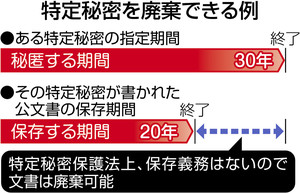 特定秘密を廃棄できる例
●ある特定秘密の指定期間
終了
秘匿する期間 30年
●その特定秘密が書かれた
公文書の保存期間
終了
保存する期間 20年
特定秘密保護法上、保存義務はないので
文書は廃棄可能